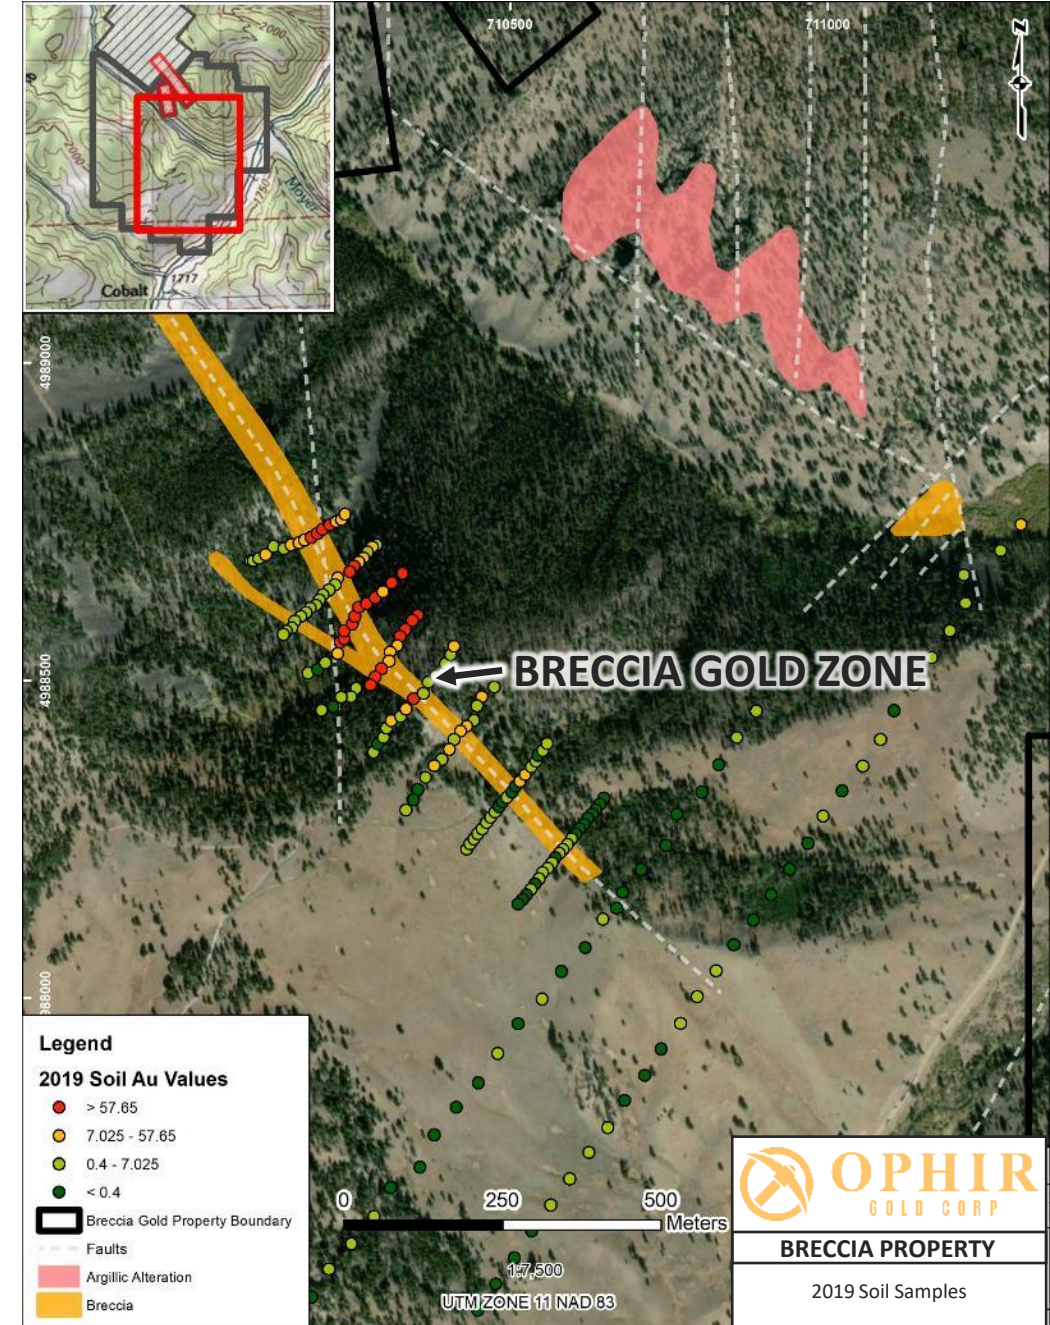 2000
2000
1780
Moyer
1717
Cobalt
710500
711000
4989000
4988500
988000
BRECCIA GOLD ZONE
Legend
2019 Soil Au Values
> 57.65
7.025 - 57.65
0.4 - 7.025
< 0.4
Breccia Gold Property Boundary
Faults
Argillic Alteration
Breccia
0 250 500
Meters
1:7,500
UTM ZONE 11 NAD 83
OPHIR
GOLD CORP
BRECCIA PROPERTY
2019 Soil Samples